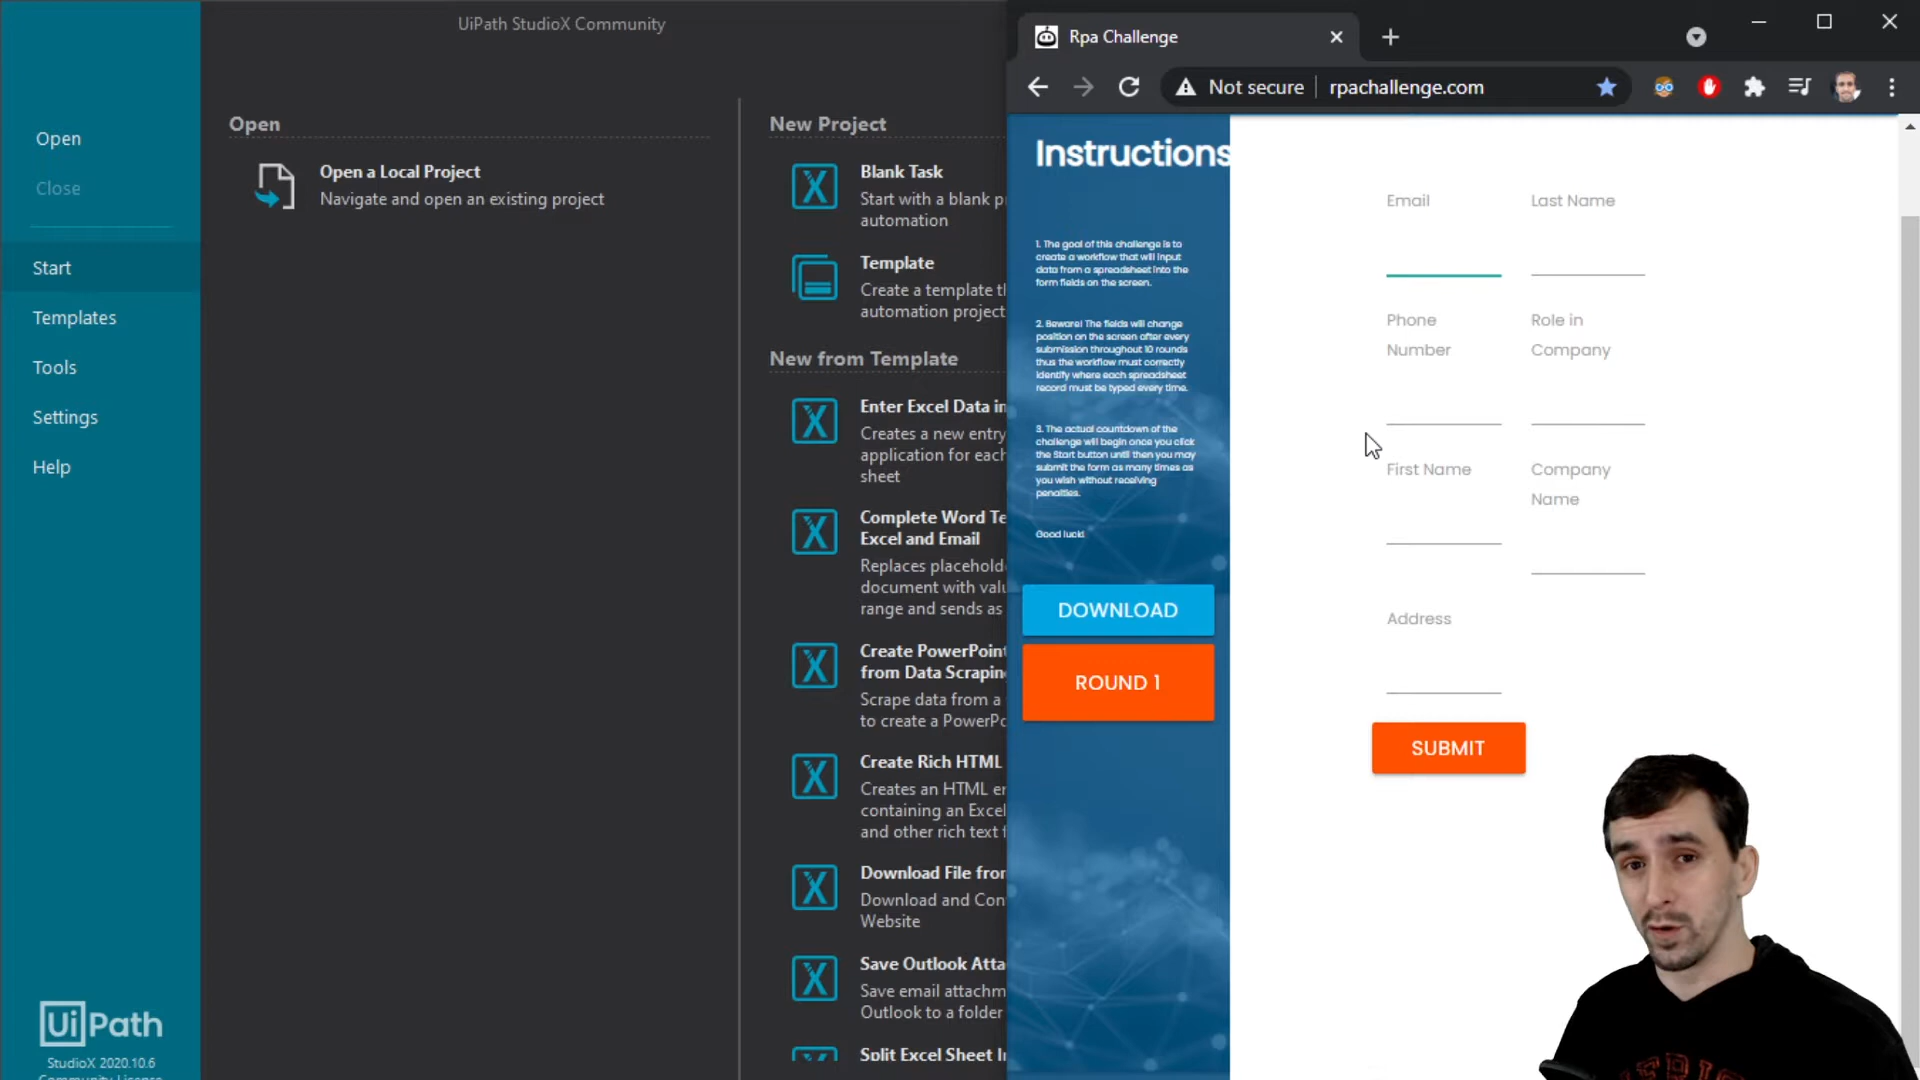 UiPath StudioX Community
Open
Close
Start
Templates
Tools
Settings
Help
UiPath
StudioX 2020.10.6
Community License
Open
Open a Local Project
Navigate and open an existing project
New Project
Blank Task
Start with a blank p
automation
Template
Create a template t
automation project
New from Template
Enter Excel Data in
Creates a new entry
application for each
sheet
Complete Word Te
Excel and Email
Replaces placehold
document with valu
range and sends as
Create PowerPoint
from Data Scraping
Scrape data from a
to create a PowerPo
Create Rich HTML
Creates an HTML e
containing an Excel
and other rich text f
Download File from
Download and Con
Website
Save Outlook Atta
Save email attachm
Outlook to a folder
Split Excel Sheet In
Rpa Challenge
Not secure
rpachallenge.com
Instructions
1. The goal of this challenge is to
create a workflow that will input
data from a spreadsheet into the
form fields on the screen.
2. Beware! The fields will change
position on the screen after every
submission throughout 10 rounds
thus the workflow must correctly
identify where each spreadsheet
record must be typed every time.
3. The actual countdown of the
challenge will begin once you click
the Start button until then you may
submit the form as many times as
you wish without receiving
penalties.
Good luck!
DOWNLOAD
ROUND 1
Email
Last Name
Phone
Number
Role in
Company
First Name
Company
Name
Address
SUBMIT